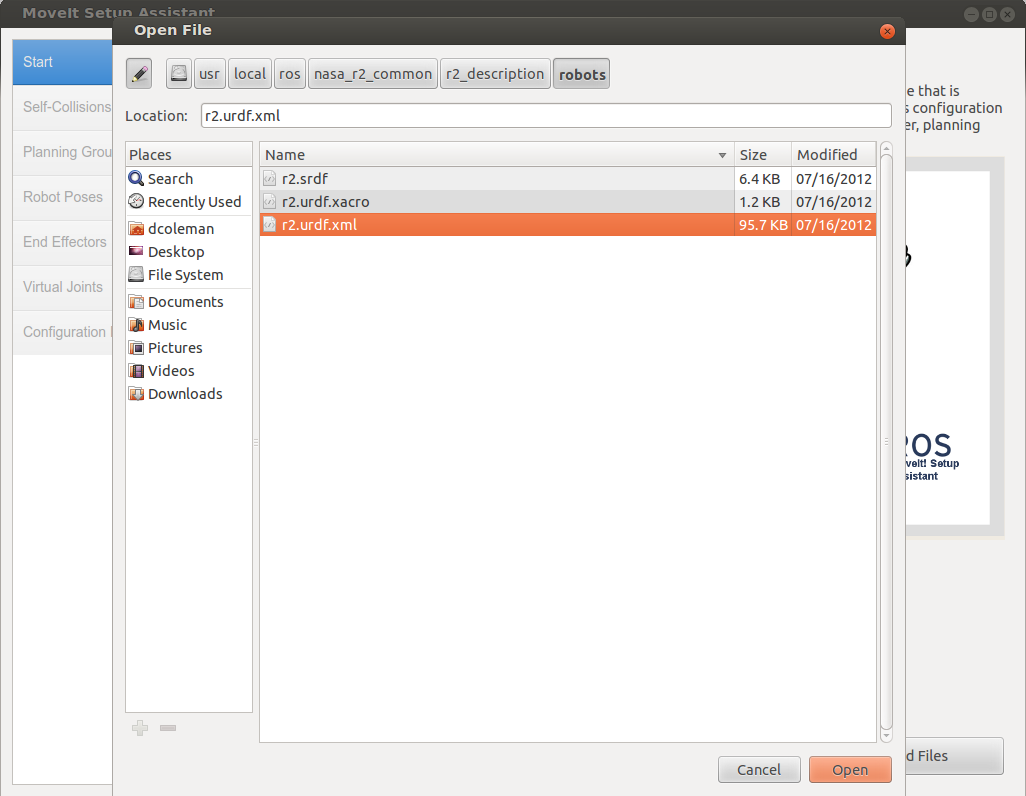 MoveIt Setup Assistant
Open File
Start
Self-Collisions
Planning Grou
Robot Poses
End Effectors
Virtual Joints
Configuration
usr local ros nasa_r2_common r2_description robots
Location: r2.urdf.xml
Places
Search
Recently Used
dcoleman
Desktop
File System
Documents
Music
Pictures
Videos
Downloads
Name Size Modified
r2.srdf 6.4 KB 07/16/2012
r2.urdf.xacro 1.2 KB 07/16/2012
r2.urdf.xml 95.7 KB 07/16/2012
e that is
s configuration
er, planning
ROS
veIt! Setup
sistant
d Files
Cancel Open